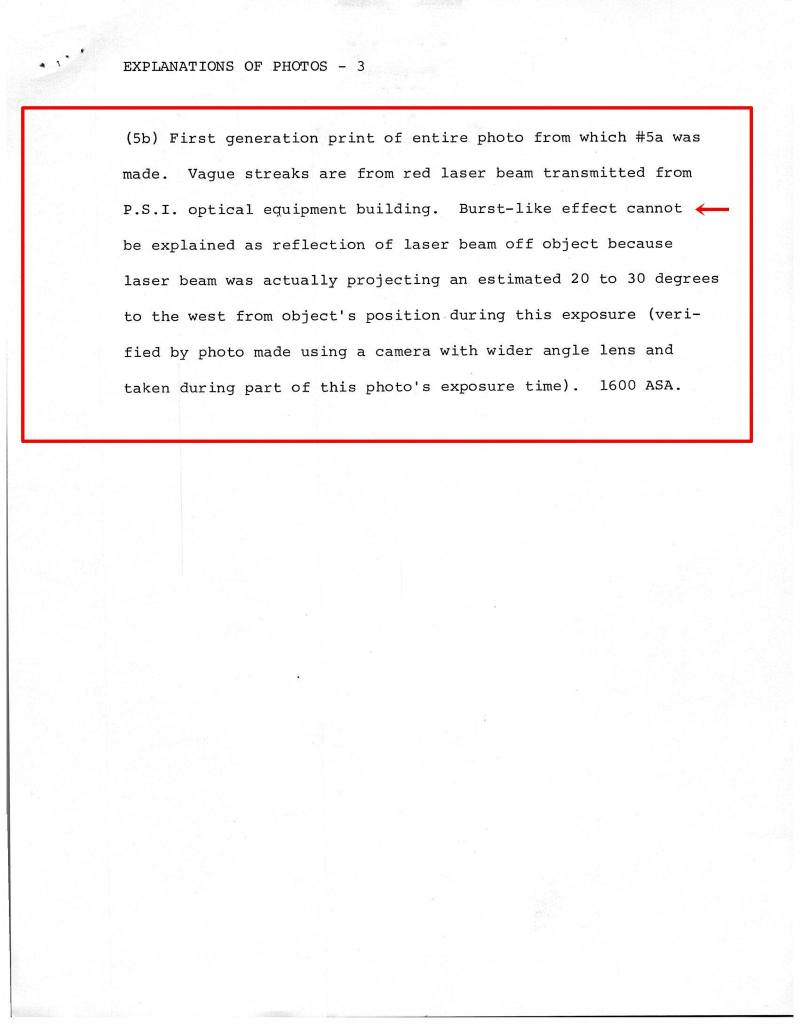 EXPLANATIONS OF PHOTOS - 3
(5b) First generation print of entire photo from which #5a was
made. Vague streaks are from red laser beam transmitted from
P.S.I. optical equipment building. Burst-like effect cannot
be explained as reflection of laser beam off object because
laser beam was actually projecting an estimated 20 to 30 degrees
to the west from object's position during this exposure (veri-
fied by photo made using a camera with wider angle lens and
taken during part of this photo's exposure time). 1600 ASA.